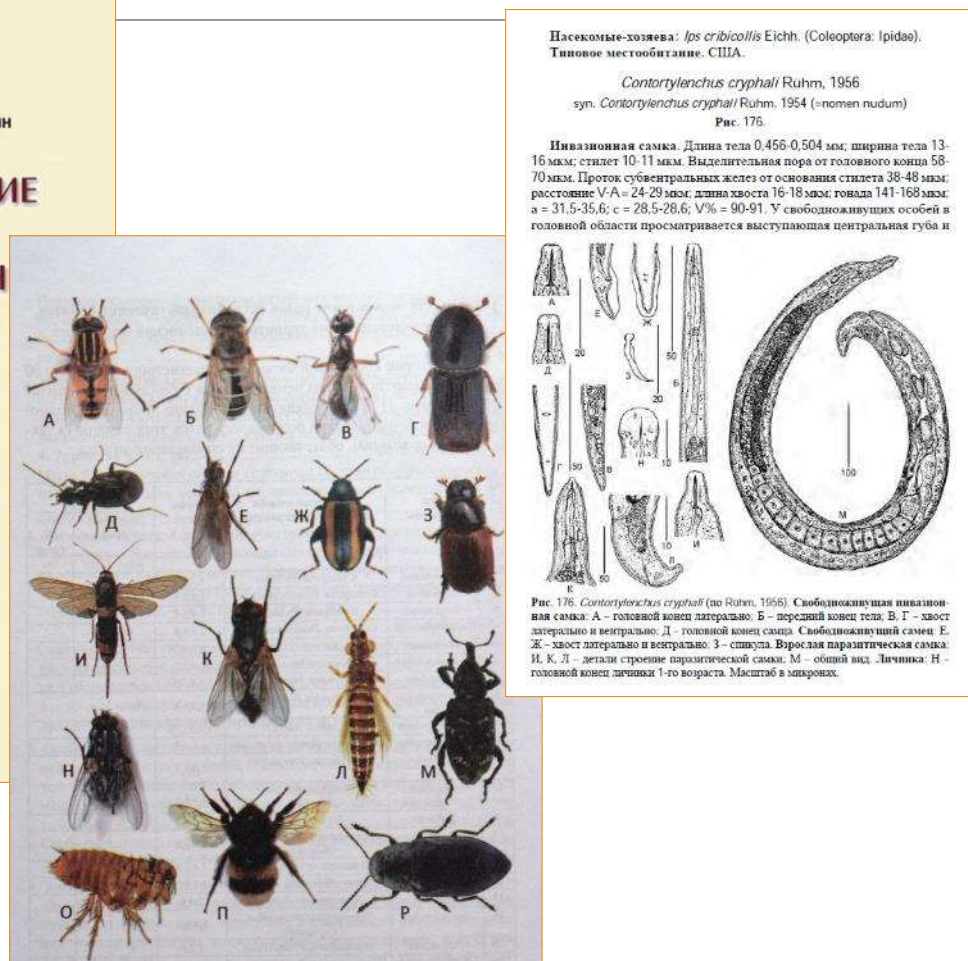 н
ИЕ
Н
А
Б
В
Г
Д
Е
Ж
З
И
К
Л
М
Н
О
П
Р
Насекомые-хозяева: Ips cribicollis Eichh. (Coleoptera: Ipidae).
Типовое местообитание. США.
Contortylenchus cryphali Ruhm, 1956
syn. Contortylenchus cryphali Ruhm. 1954 (=nomen nudum)
Рис. 176.
Инвазионная самка. Длина тела 0,456-0,504 мм; ширина тела 13-
16 мкм; стилет 10-11 мкм. Выделительная пора от головного конца 58-
70 мкм. Проток субвентральных желез от основания стилета 38-48 мкм;
расстояние V-A = 24-29 мкм; длина хвоста 16-18 мкм; гонада 141-168 мкм;
a = 31,5-35,6; c = 28,5-28,6; V% = 90-91. У свободноживущих особей в
головной области просматривается выступающая центральная губа и
А
Е
Ж
50
20
Д
З
Б
20
Н
10
Г
50
В
100
И
10
Л
М
50
К
Рис. 176. Contortylenchus cryphali (по Ruhm, 1956). Свободноживущая инвазион-
ная самка: А – головной конец латерально; Б – передний конец тела; В, Г – хвост
латерально и вентрально; Д – головной конец самца. Свободноживущий самец: Е,
Ж – хвост латерально и вентрально; З – спикула. Взрослая паразитическая самка:
И, К, Л – детали строение паразитической самки; М – общий вид. Личинка: Н -
головной конец личинки 1-го возраста. Масштаб в микронах.